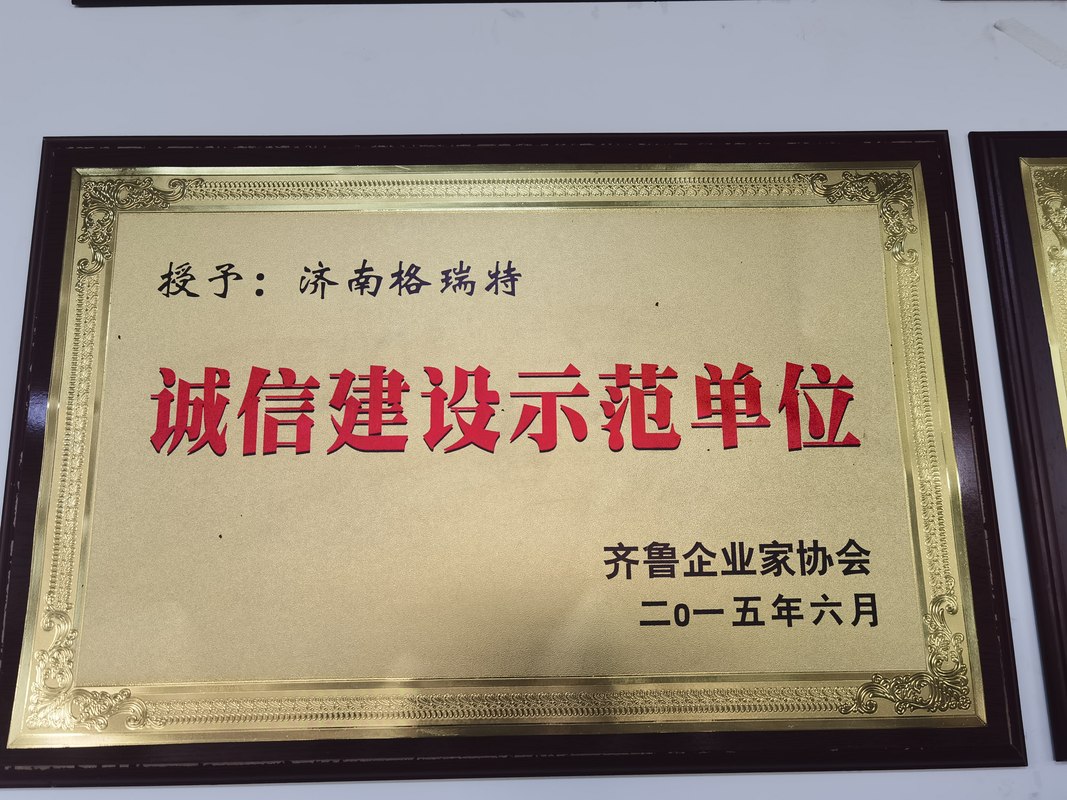 授予：济南格瑞特
诚信建设示范单位
齐鲁企业家协会
二0一五年六月